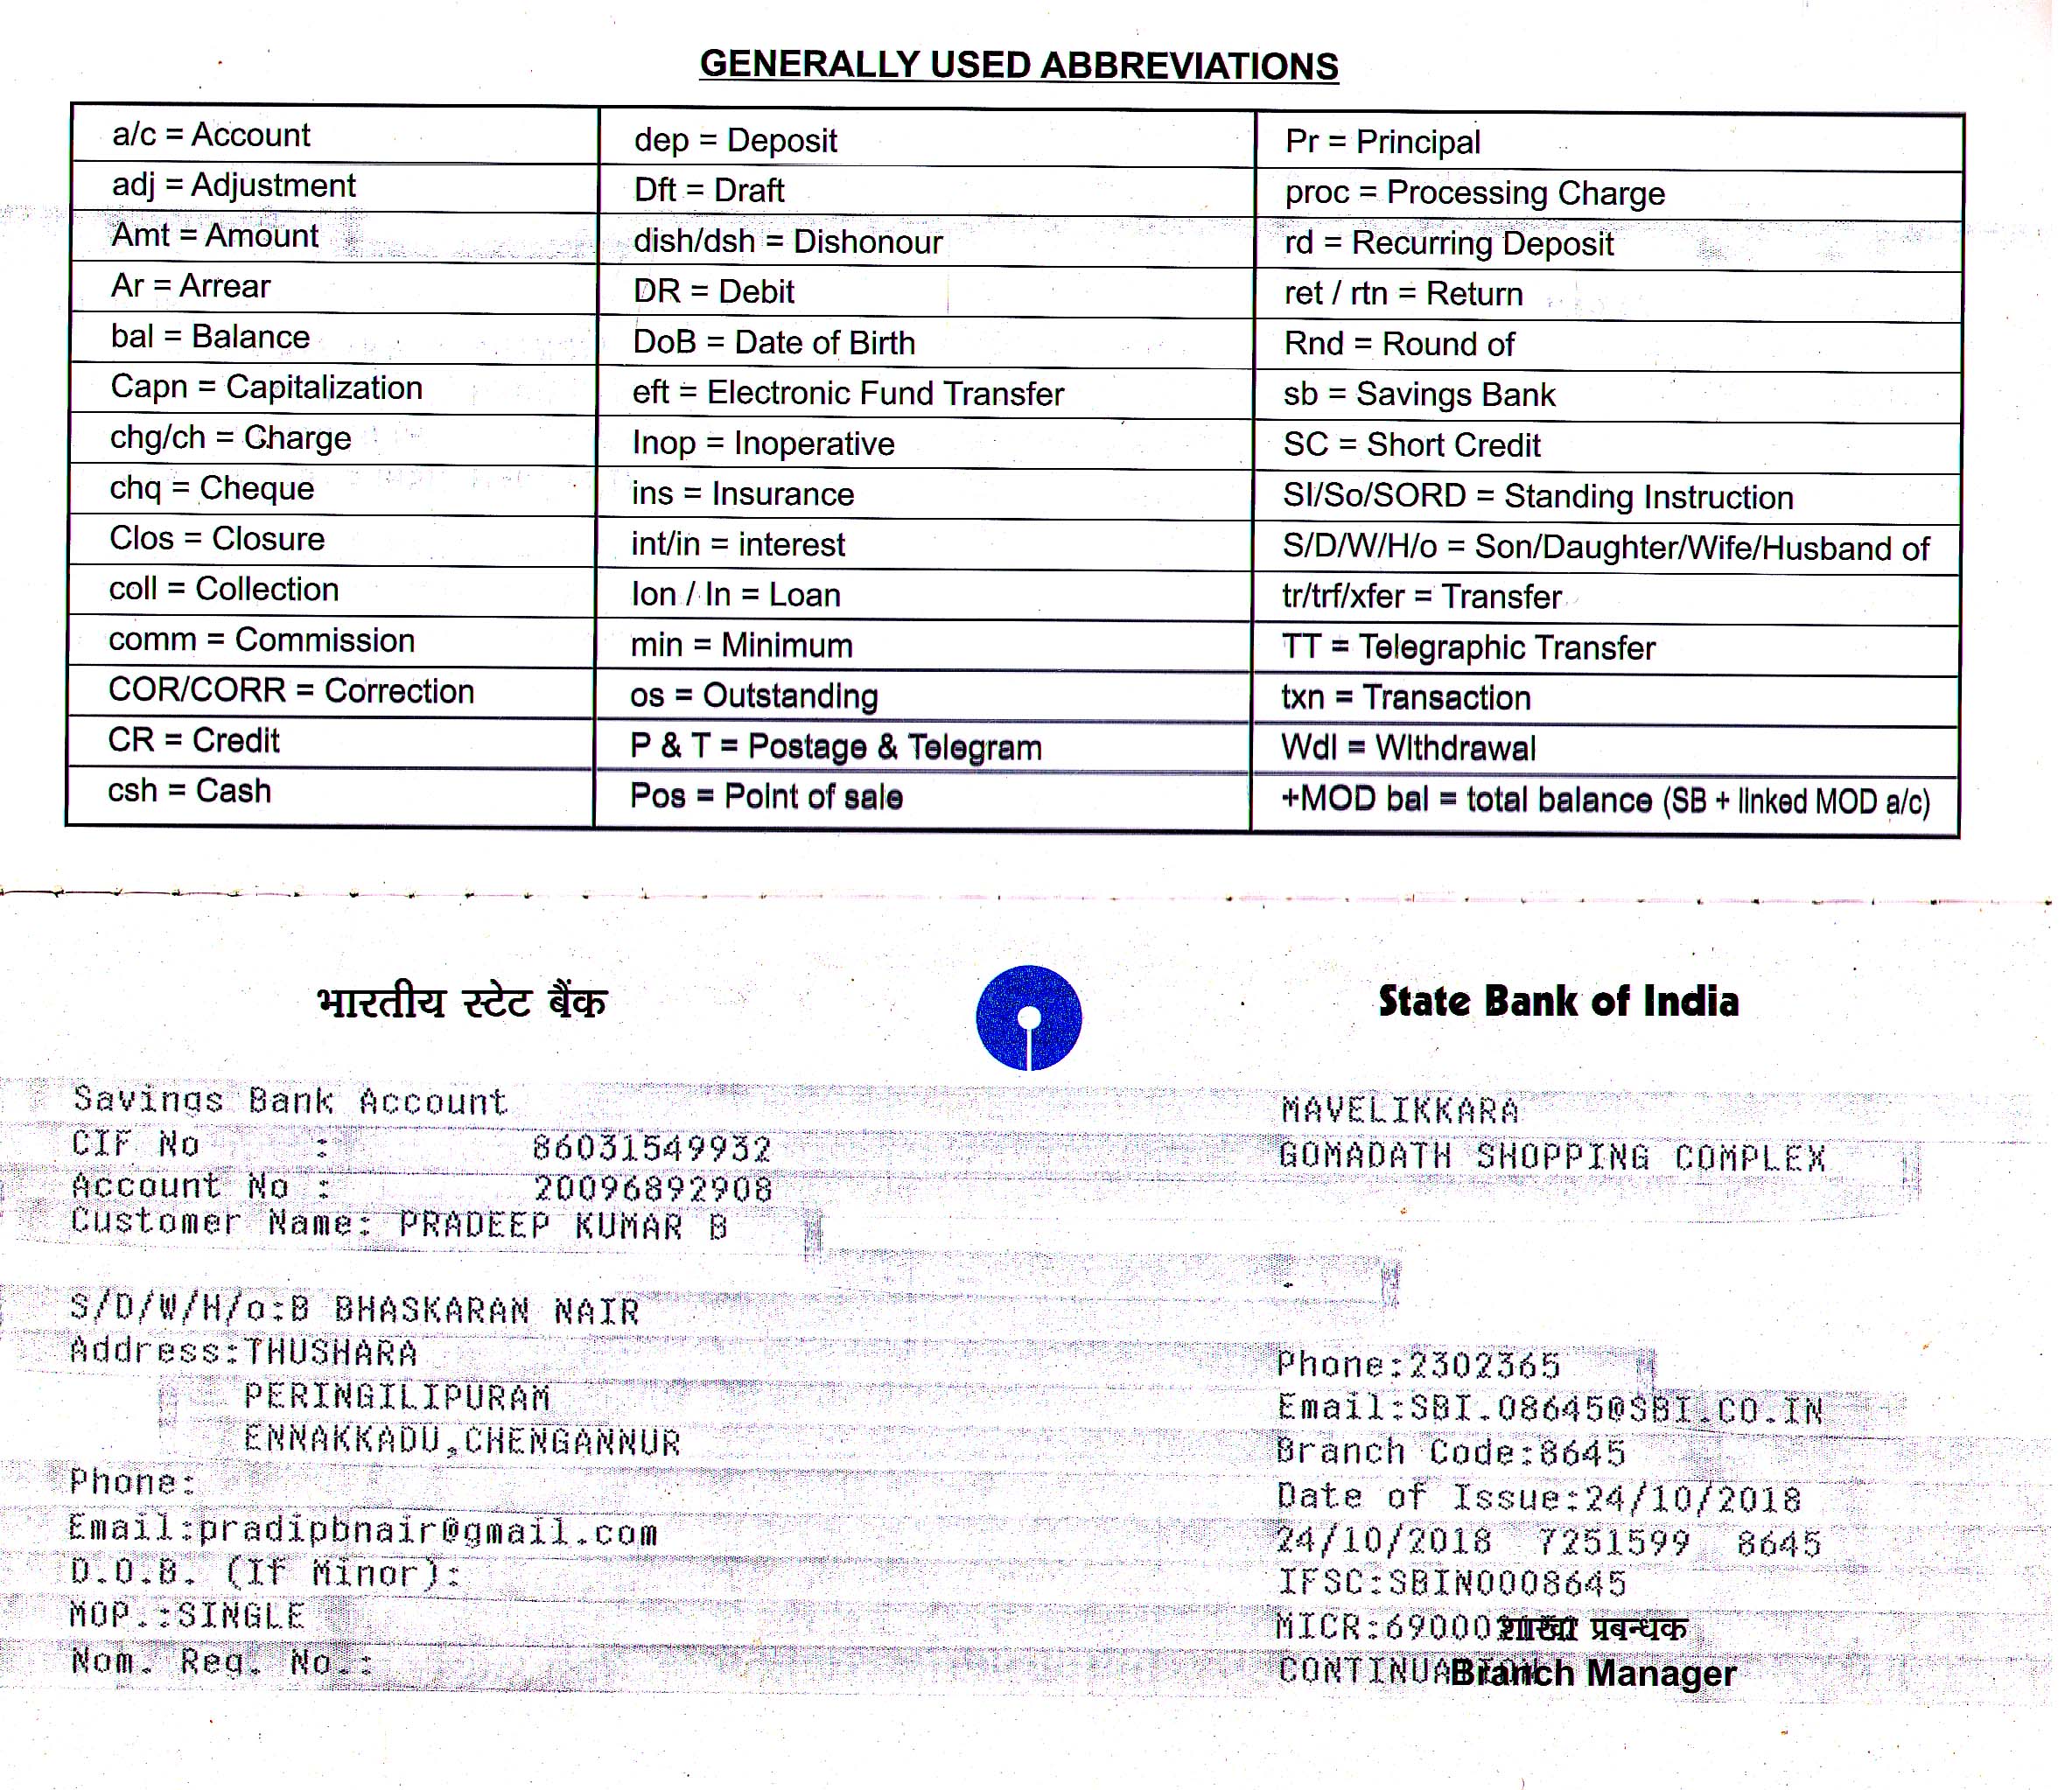 GENERALLY USED ABBREVIATIONS
a/c = Account
dep = Deposit
Pr = Principal
adj = Adjustment
Dft = Draft
proc = Processing Charge
Amt = Amount
dish/dsh = Dishonour
rd = Recurring Deposit
Ar = Arrear
DR = Debit
ret / rtn = Return
bal = Balance
DoB = Date of Birth
Rnd = Round of
Capn = Capitalization
eft = Electronic Fund Transfer
sb = Savings Bank
chg/ch = Charge
Inop = Inoperative
SC = Short Credit
chq = Cheque
ins = Insurance
SI/So/SORD = Standing Instruction
Clos = Closure
int/in = interest
S/D/W/H/o = Son/Daughter/Wife/Husband of
coll = Collection
lon / ln = Loan
tr/trf/xfer = Transfer
comm = Commission
min = Minimum
TT = Telegraphic Transfer
COR/CORR = Correction
os = Outstanding
txn = Transaction
CR = Credit
P & T = Postage & Telegram
Wdl = WIthdrawal
csh = Cash
Pos = PoInt of sale
+MOD bal = total balance (SB + linked MOD a/c)
भारतीय स्टेट बैंक
State Bank of India
Savings Bank Account
MAVELIKKARA
CIF No : 86031549932
GOMADATH SHOPPING COMPLEX
Account No : 20096892908
Customer Name: PRADEEP KUMAR B
S/D/W/H/o:B BHASKARAN NAIR
Address:THUSHARA
Phone:2302365
PERINGILIPURAM
Email:SBI.08645@SBI.CO.IN
ENNAKKADU,CHENGANNUR
Branch Code:8645
Phone:
Date of Issue:24/10/2018
Email:pradipbnair@gmail.com
24/10/2018 7251599 8645
D.O.B. (If Minor):
IFSC:SBIN0008645
MOP.:SINGLE
MICR:
शाखा प्रबन्धक
Nom. Reg. No.:
Branch Manager